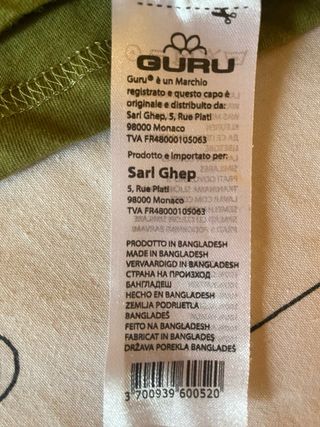 GURU
Guru® è un Marchio
registrato e questo capo è
originale e distribuito da:
Sarl Ghep, 5, Rue Plati
98000 Monaco
TVA FR48000105063
Prodotto e importato per:
Sarl Ghep
5, Rue Plati
98000 Monaco
TVA FR48000105063
PRODOTTO IN BANGLADESH
MADE IN BANGLADESH
VERVAARDIGD IN BANGLADESH
СТРАНА НА ПРОИЗХОД
БАНГЛАДЕШ
HECHO EN BANGLADESH
ZEMLJA PODRIJETLA
BANGLADEŠ
FEITO NA BANGLADESH
FABRICAT IN BANGLADEŞ
DRŽAVA POREKLA BANGLADEŠ
3 700939 600520